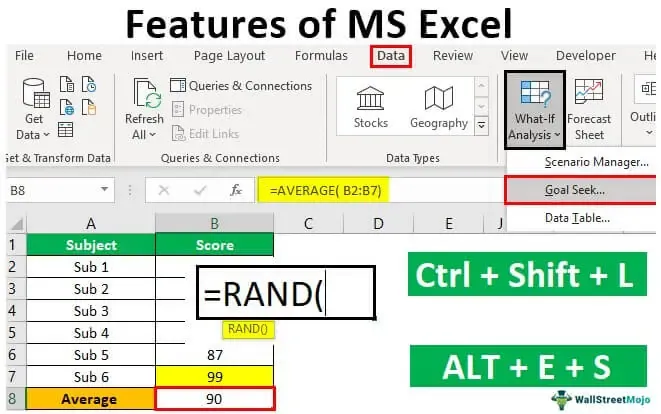 Features of MS Excel
File Home Insert Page Layout Formulas Data Review View Developer Help
Get Data
Refresh All
Queries & Connections
Properties
Edit Links
Stocks
Geography
What-If Analysis
Forecast Sheet
Get & Transform Data
Queries & Connections
Data Types
Scenario Manager...
Goal Seek...
Data Table...
B8 fx =AVERAGE( B2:B7)
A B C D E
1 Subject Score
2 Sub 1
3 Sub 2
4 Sub 3
5 Sub 4
6 Sub 5 87
7 Sub 6 99
8 Average 90
=RAND(
RAND()
Ctrl + Shift + L
ALT + E + S
WallStreetMojo